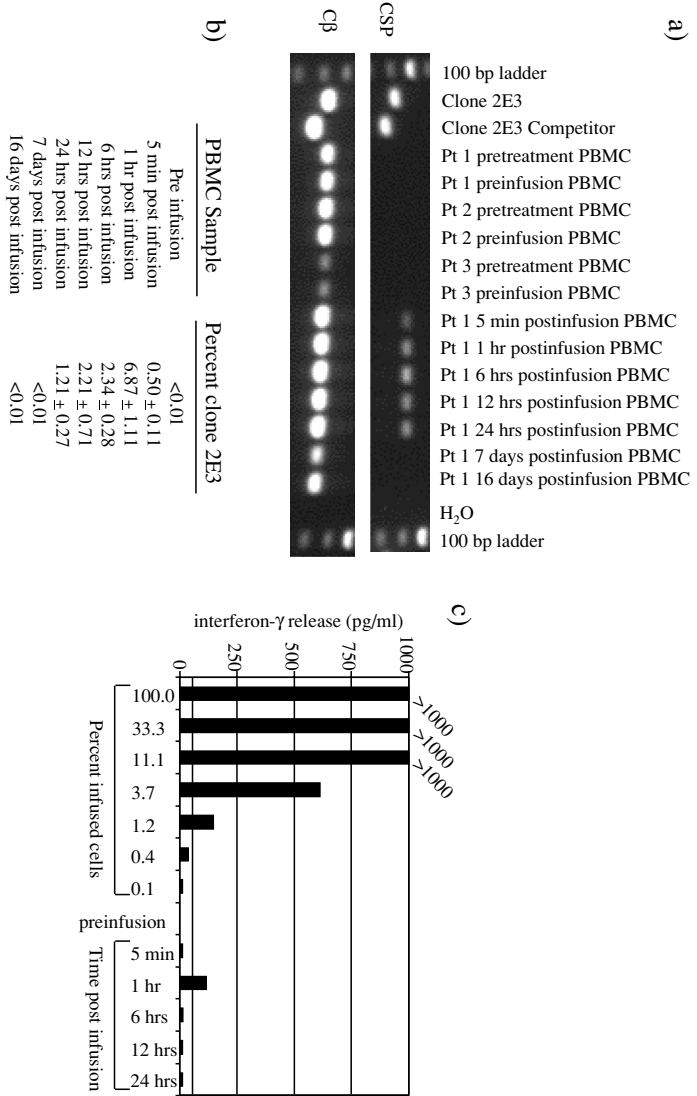 a)
CSP
Cβ
100 bp ladder
Clone 2E3
Clone 2E3 Competitor
Pt 1 pretreatment PBMC
Pt 1 preinfusion PBMC
Pt 2 pretreatment PBMC
Pt 2 preinfusion PBMC
Pt 3 pretreatment PBMC
Pt 3 preinfusion PBMC
Pt 1 5 min postinfusion PBMC
Pt 1 1 hr postinfusion PBMC
Pt 1 6 hrs postinfusion PBMC
Pt 1 12 hrs postinfusion PBMC
Pt 1 24 hrs postinfusion PBMC
Pt 1 7 days postinfusion PBMC
Pt 1 16 days postinfusion PBMC
H2O
100 bp ladder
b)
PBMC Sample Percent clone 2E3
Pre infusion <0.01
5 min post infusion 0.50 ± 0.11
1 hr post infusion 6.87 ± 1.11
6 hrs post infusion 2.34 ± 0.28
12 hrs post infusion 2.21 ± 0.71
24 hrs post infusion 1.21 ± 0.27
7 days post infusion <0.01
16 days post infusion <0.01
c)
interferon-γ release (pg/ml)
1000
750
500
250
0
>1000
>1000
>1000
100.0
33.3
11.1
3.7
1.2
0.4
0.1
preinfusion
5 min
1 hr
6 hrs
12 hrs
24 hrs
Percent infused cells
Time post infusion